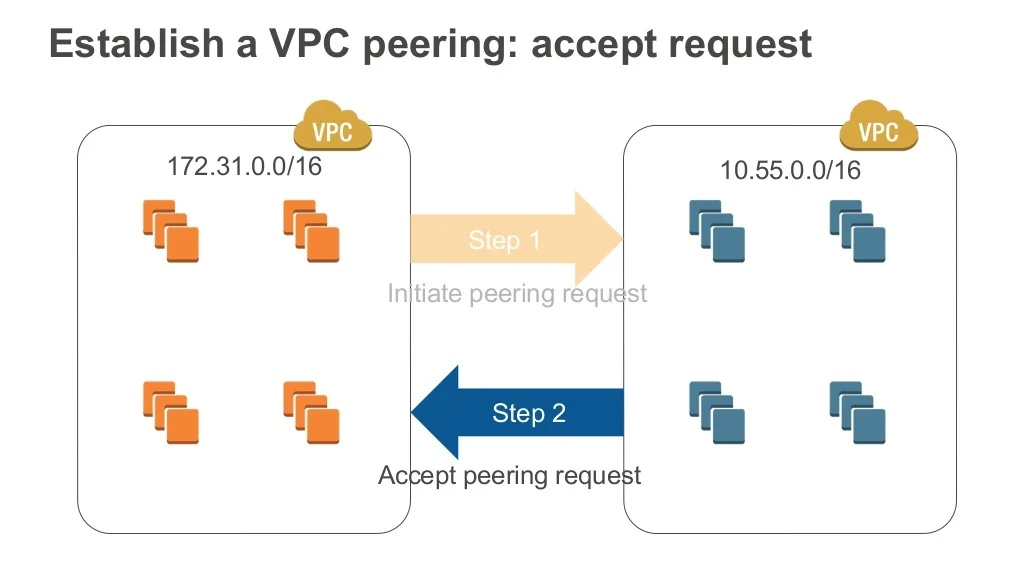 Establish a VPC peering: accept request
VPC
VPC
172.31.0.0/16
10.55.0.0/16
Step 1
Initiate peering request
Step 2
Accept peering request